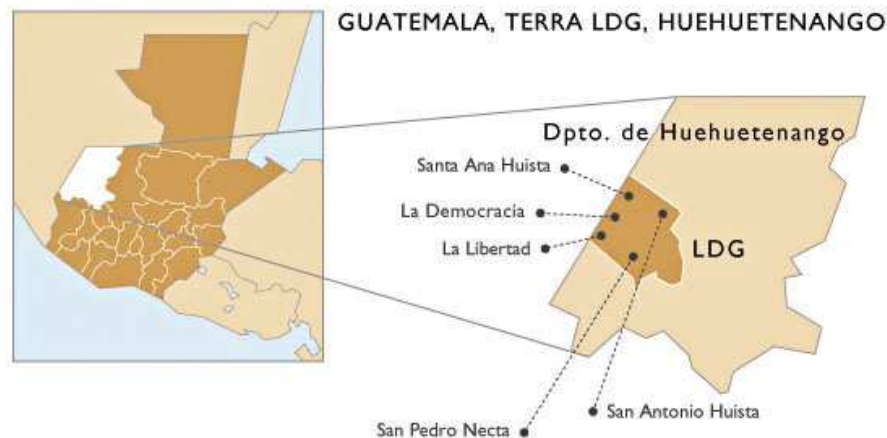 GUATEMALA, TERRA LDG, HUEHUETENANGO
Dpto. de Huehuetenango
Santa Ana Huista
La Democracia
La Libertad
LDG
San Antonio Huista
San Pedro Necta